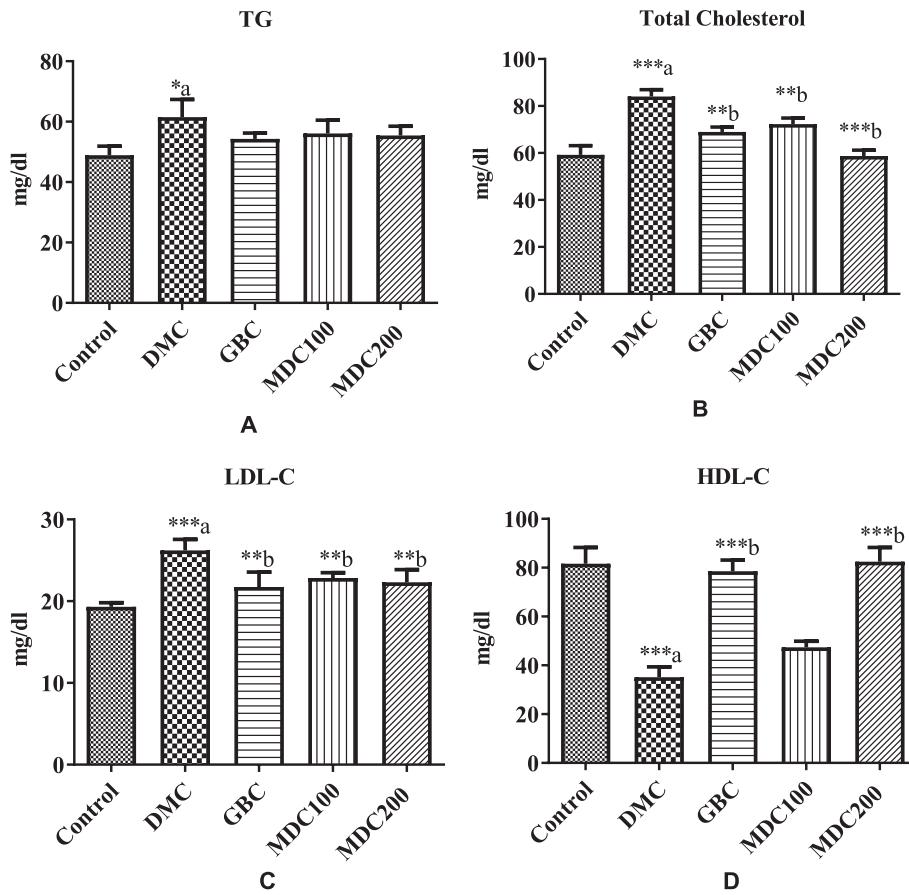 TG
mg/dl
80
60
40
20
0
*a
Control
DMC
GBC
MDC100
MDC200
A
Total Cholesterol
mg/dl
100
80
60
40
20
0
***a
**b
**b
***b
Control
DMC
GBC
MDC100
MDC200
B
LDL-C
mg/dl
30
20
10
0
***a
**b
**b
**b
Control
DMC
GBC
MDC100
MDC200
C
HDL-C
mg/dl
100
80
60
40
20
0
***a
***b
***b
Control
DMC
GBC
MDC100
MDC200
D